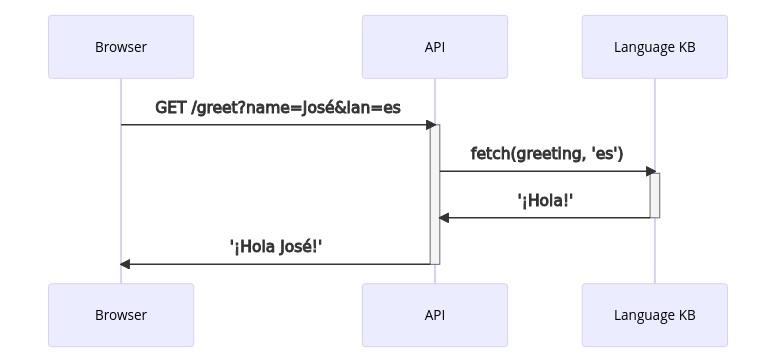 Browser
API
Language KB
GET /greet?name=José&lan=es
fetch(greeting, 'es')
'¡Hola!'
'¡Hola José!'
Browser
API
Language KB